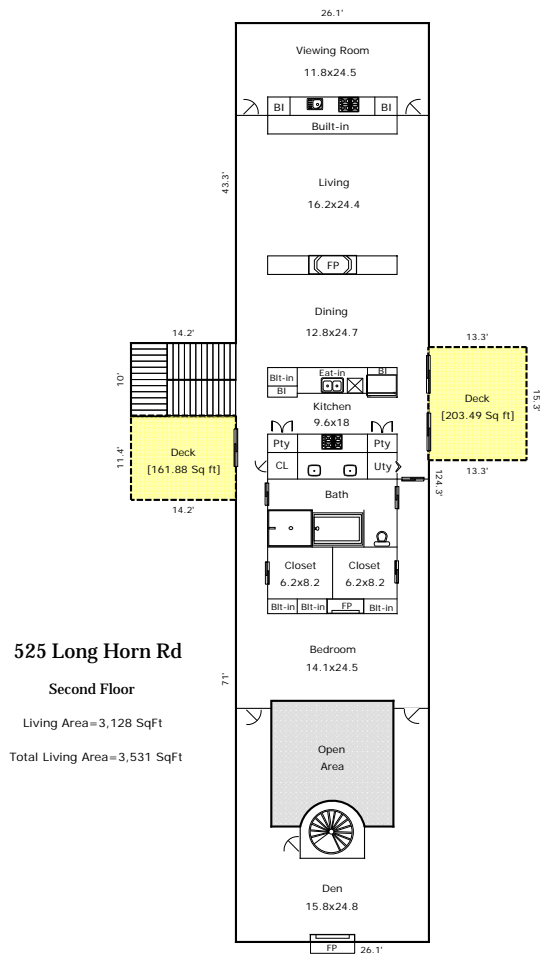 26.1'
Viewing Room
11.8x24.5
BI
BI
Built-in
43.3'
Living
16.2x24.4
FP
Dining
12.8x24.7
14.2'
10'
13.3'
15.3'
Deck
[203.49 Sq ft]
13.3'
Blt-in
BI
Eat-in
BI
Kitchen
9.6x18
Pty
Pty
CL
Uty
11.4'
Deck
[161.88 Sq ft]
14.2'
124.3'
Bath
Closet
6.2x8.2
Closet
6.2x8.2
Blt-in
Blt-in
FP
Blt-in
Bedroom
14.1x24.5
71'
525 Long Horn Rd
Second Floor
Living Area=3,128 SqFt
Total Living Area=3,531 SqFt
Open
Area
Den
15.8x24.8
FP
26.1'